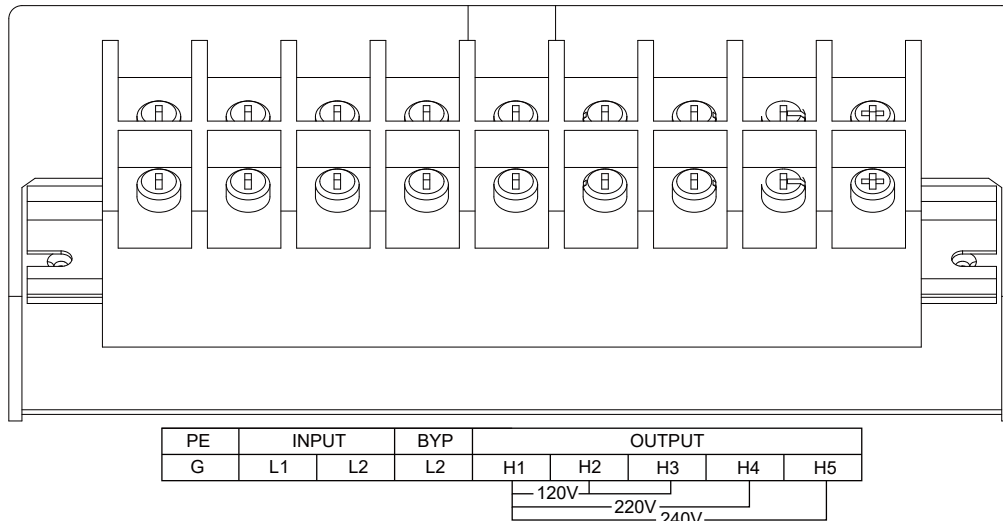 PE INPUT BYP OUTPUT
G L1 L2 L2 H1 H2 H3 H4 H5
120V
220V
240V